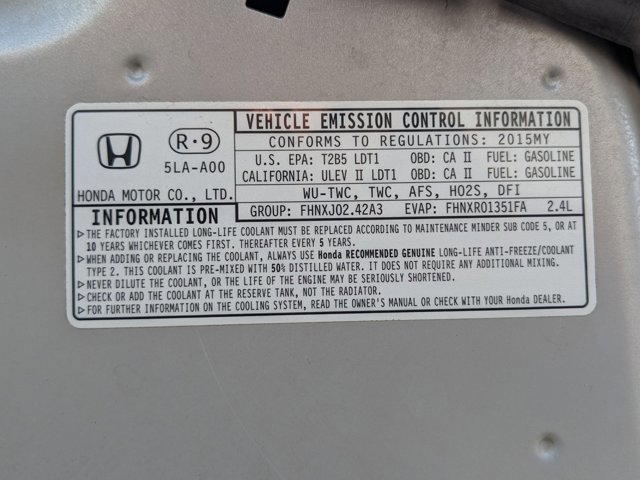 R·9
5LA-A00
HONDA MOTOR CO., LTD.
VEHICLE EMISSION CONTROL INFORMATION
CONFORMS TO REGULATIONS: 2015MY
U.S. EPA: T2B5 LDT1 OBD: CA II FUEL: GASOLINE
CALIFORNIA: ULEV II LDT1 OBD: CA II FUEL: GASOLINE
WU-TWC, TWC, AFS, HO2S, DFI
GROUP: FHNXJ02.42A3 EVAP: FHNXR01351FA 2.4L
INFORMATION
▷THE FACTORY INSTALLED LONG-LIFE COOLANT MUST BE REPLACED ACCORDING TO MAINTENANCE MINDER SUB CODE 5, OR AT
10 YEARS WHICHEVER COMES FIRST. THEREAFTER EVERY 5 YEARS.
▷WHEN ADDING OR REPLACING THE COOLANT, ALWAYS USE Honda RECOMMENDED GENUINE LONG-LIFE ANTI-FREEZE/COOLANT
TYPE 2. THIS COOLANT IS PRE-MIXED WITH 50% DISTILLED WATER. IT DOES NOT REQUIRE ANY ADDITIONAL MIXING.
▷NEVER DILUTE THE COOLANT, OR THE LIFE OF THE ENGINE MAY BE SERIOUSLY SHORTENED.
▷CHECK OR ADD THE COOLANT AT THE RESERVE TANK, NOT THE RADIATOR.
▷FOR FURTHER INFORMATION ON THE COOLING SYSTEM, READ THE OWNER'S MANUAL OR CHECK WITH YOUR Honda DEALER.